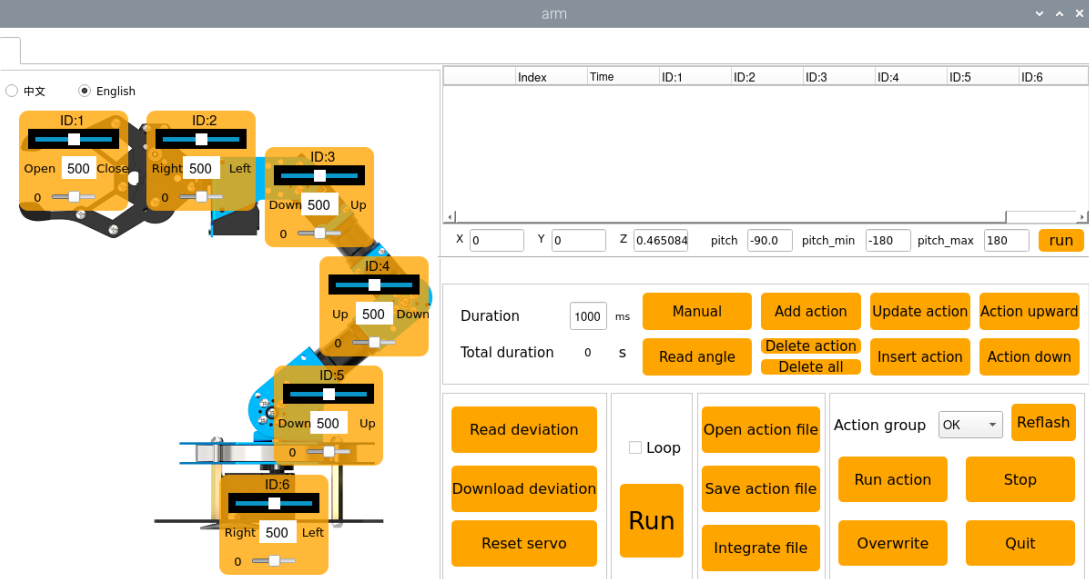 arm
Index Time ID:1 ID:2 ID:3 ID:4 ID:5 ID:6
中文 English
ID:1
Open 500 Close
0
ID:2
Right 500 Left
0
ID:3
Down 500 Up
0
ID:4
Up 500 Down
0
ID:5
Down 500 Up
0
ID:6
Right 500 Left
0
X 0 Y 0 Z 0.465084 pitch -90.0 pitch_min -180 pitch_max 180 run
Duration 1000 ms
Total duration 0 s
Manual Add action Update action Action upward
Read angle Delete action Insert action Action down
Delete all
Read deviation
Download deviation
Reset servo
Loop
Run
Open action file
Save action file
Integrate file
Action group OK Reflash
Run action Stop
Overwrite Quit